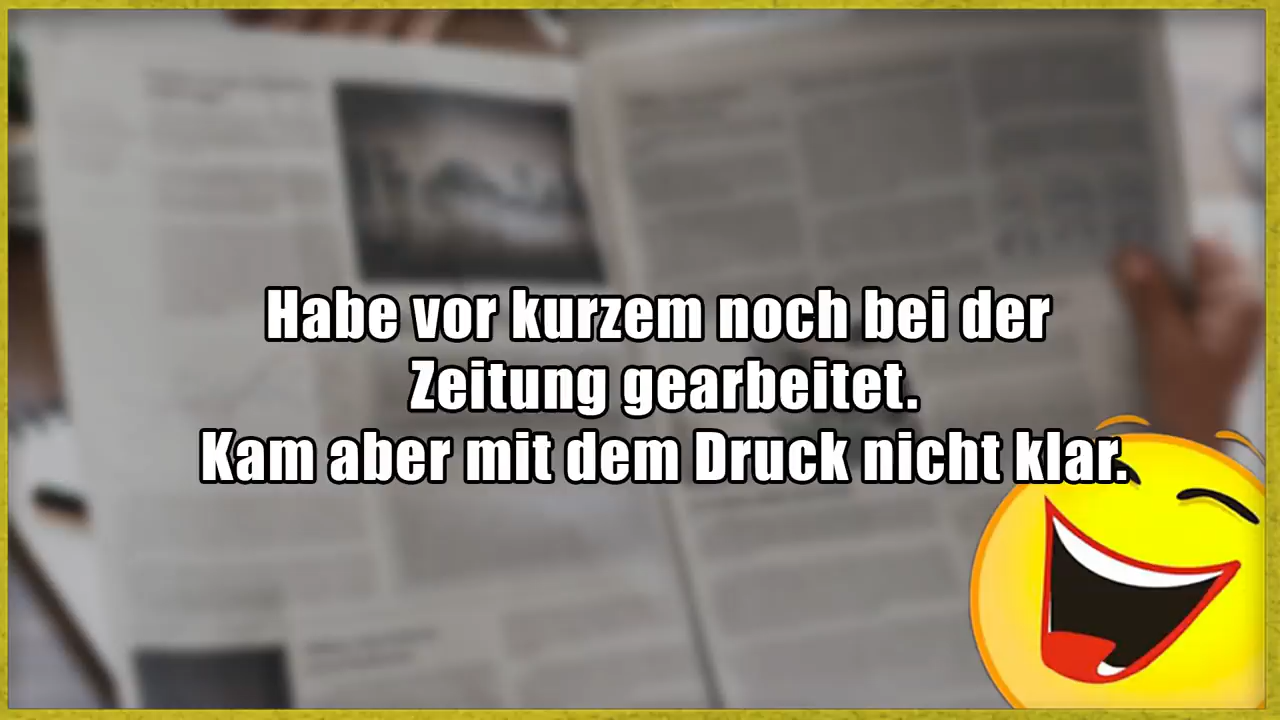 Habe vor kurzem noch bei der
Zeitung gearbeitet.
Kam aber mit dem Druck nicht klar.